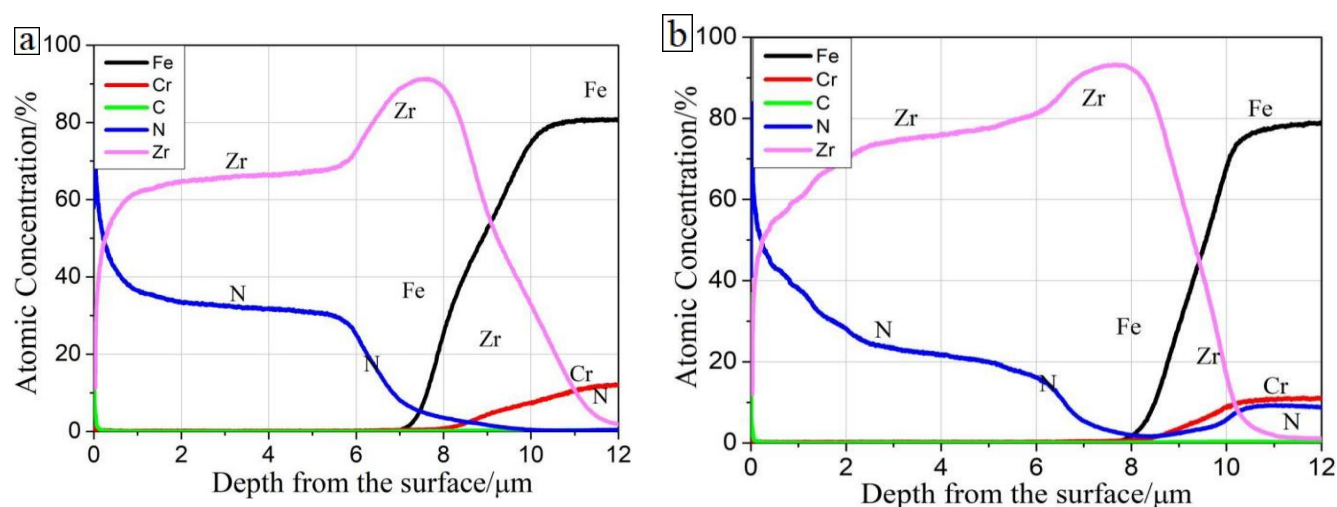 a
100
80
60
40
20
0
Atomic Concentration/%
Fe
Cr
C
N
Zr
Zr
Zr
Fe
N
Fe
Zr
N
Cr
N
0 2 4 6 8 10 12
Depth from the surface/μm
b
100
80
60
40
20
0
Atomic Concentration/%
Fe
Cr
C
N
Zr
Zr
Zr
Fe
N
Fe
N
Zr
Cr
N
0 2 4 6 8 10 12
Depth from the surface/μm